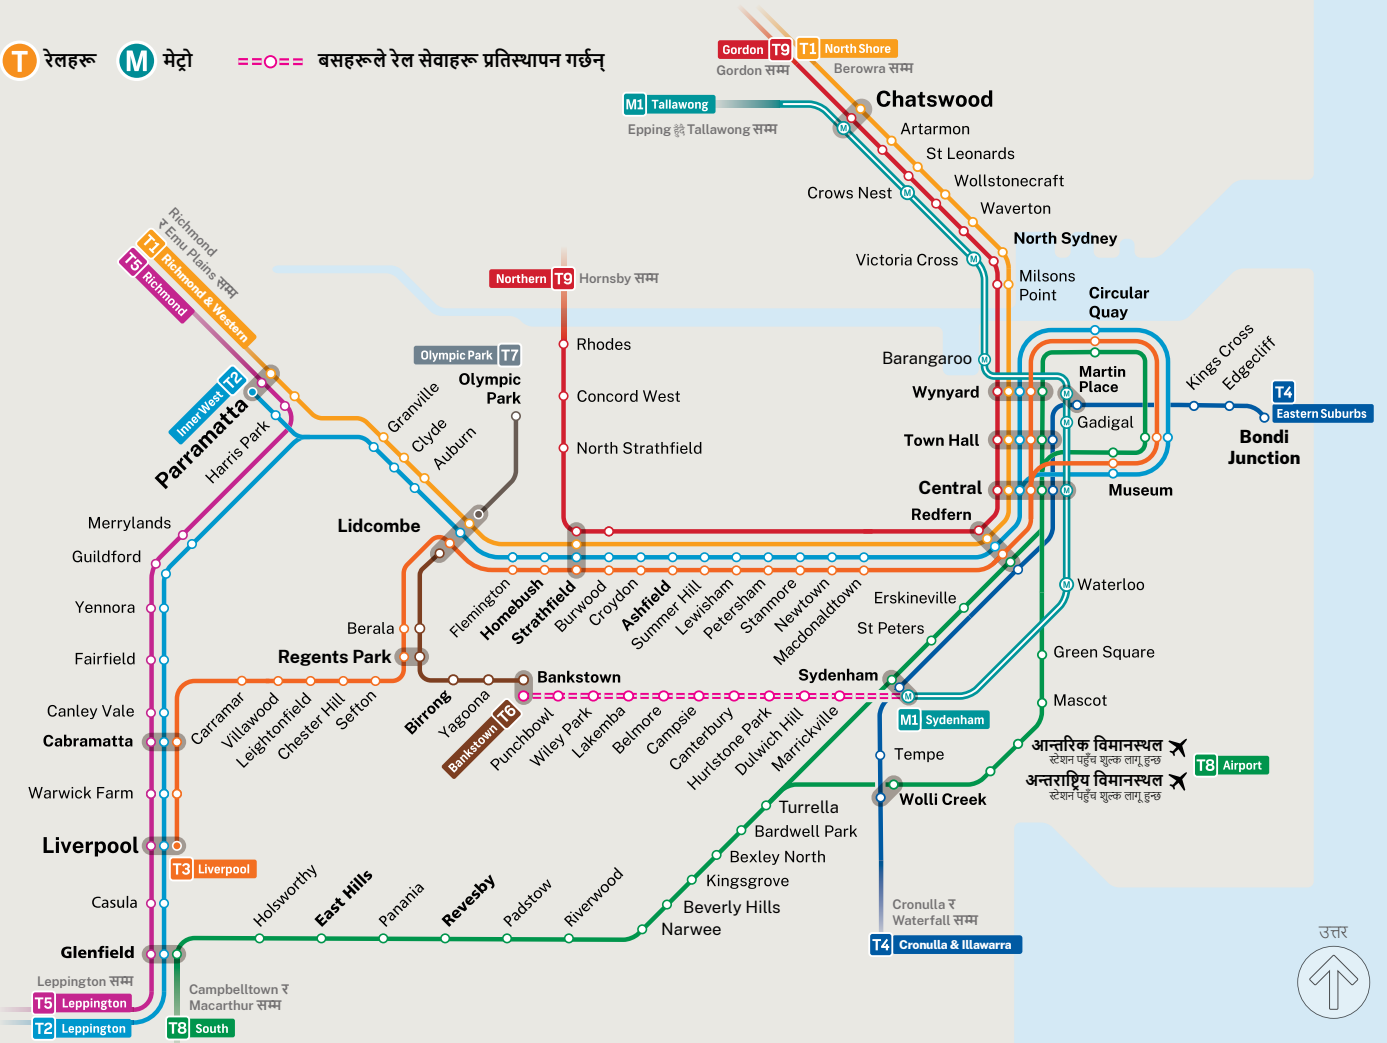 T रेलहरू
M मेट्रो
बसहरूले रेल सेवाहरू प्रतिस्थापन गर्छन्
Gordon T9
T1 North Shore
Gordon सम्म
Berowra सम्म
M1 Tallawong
Epping हुँदै Tallawong सम्म
Chatswood
M
Artarmon
St Leonards
Crows Nest
M
Wollstonecraft
Waverton
North Sydney
Victoria Cross
M
Milsons
Point
Richmond
र Emu Plains सम्म
T1 Richmond & Western
T5 Richmond
Northern T9
Hornsby सम्म
Rhodes
Concord West
North Strathfield
Olympic Park T7
Olympic
Park
Inner West T2
Parramatta
Harris Park
Granville
Clyde
Auburn
Lidcombe
Circular
Quay
Barangaroo
M
Wynyard
Martin
Place
M
Kings Cross
Edgecliff
T4
Eastern Suburbs
Bondi
Junction
Town Hall
Gadigal
M
Central
M
Museum
Redfern
Merrylands
Guildford
Yennora
Fairfield
Canley Vale
Cabramatta
Warwick Farm
Liverpool
T3 Liverpool
Casula
Glenfield
Leppington सम्म
T5 Leppington
T2 Leppington
Campbelltown र
Macarthur सम्म
T8 South
Flemington
Homebush
Strathfield
Burwood
Croydon
Ashfield
Summer Hill
Lewisham
Petersham
Stanmore
Newtown
Macdonaldtown
Berala
Regents Park
Carramar
Villawood
Leightonfield
Chester Hill
Sefton
Birrong
Yagoona
Bankstown
Bankstown T6
Punchbowl
Wiley Park
Lakemba
Belmore
Campsie
Canterbury
Hurlstone Park
Dulwich Hill
Marrickville
Erskineville
St Peters
Sydenham
M
M1 Sydenham
Waterloo
M
Green Square
Mascot
आन्तरिक विमानस्थल
स्टेशन पहुँच शुल्क लागू हुन्छ
अन्तराष्ट्रिय विमानस्थल
स्टेशन पहुँच शुल्क लागू हुन्छ
T8 Airport
Tempe
Wolli Creek
Turrella
Bardwell Park
Bexley North
Kingsgrove
Beverly Hills
Narwee
Holsworthy
East Hills
Panania
Revesby
Padstow
Riverwood
Cronulla र
Waterfall सम्म
T4 Cronulla & Illawarra
उत्तर